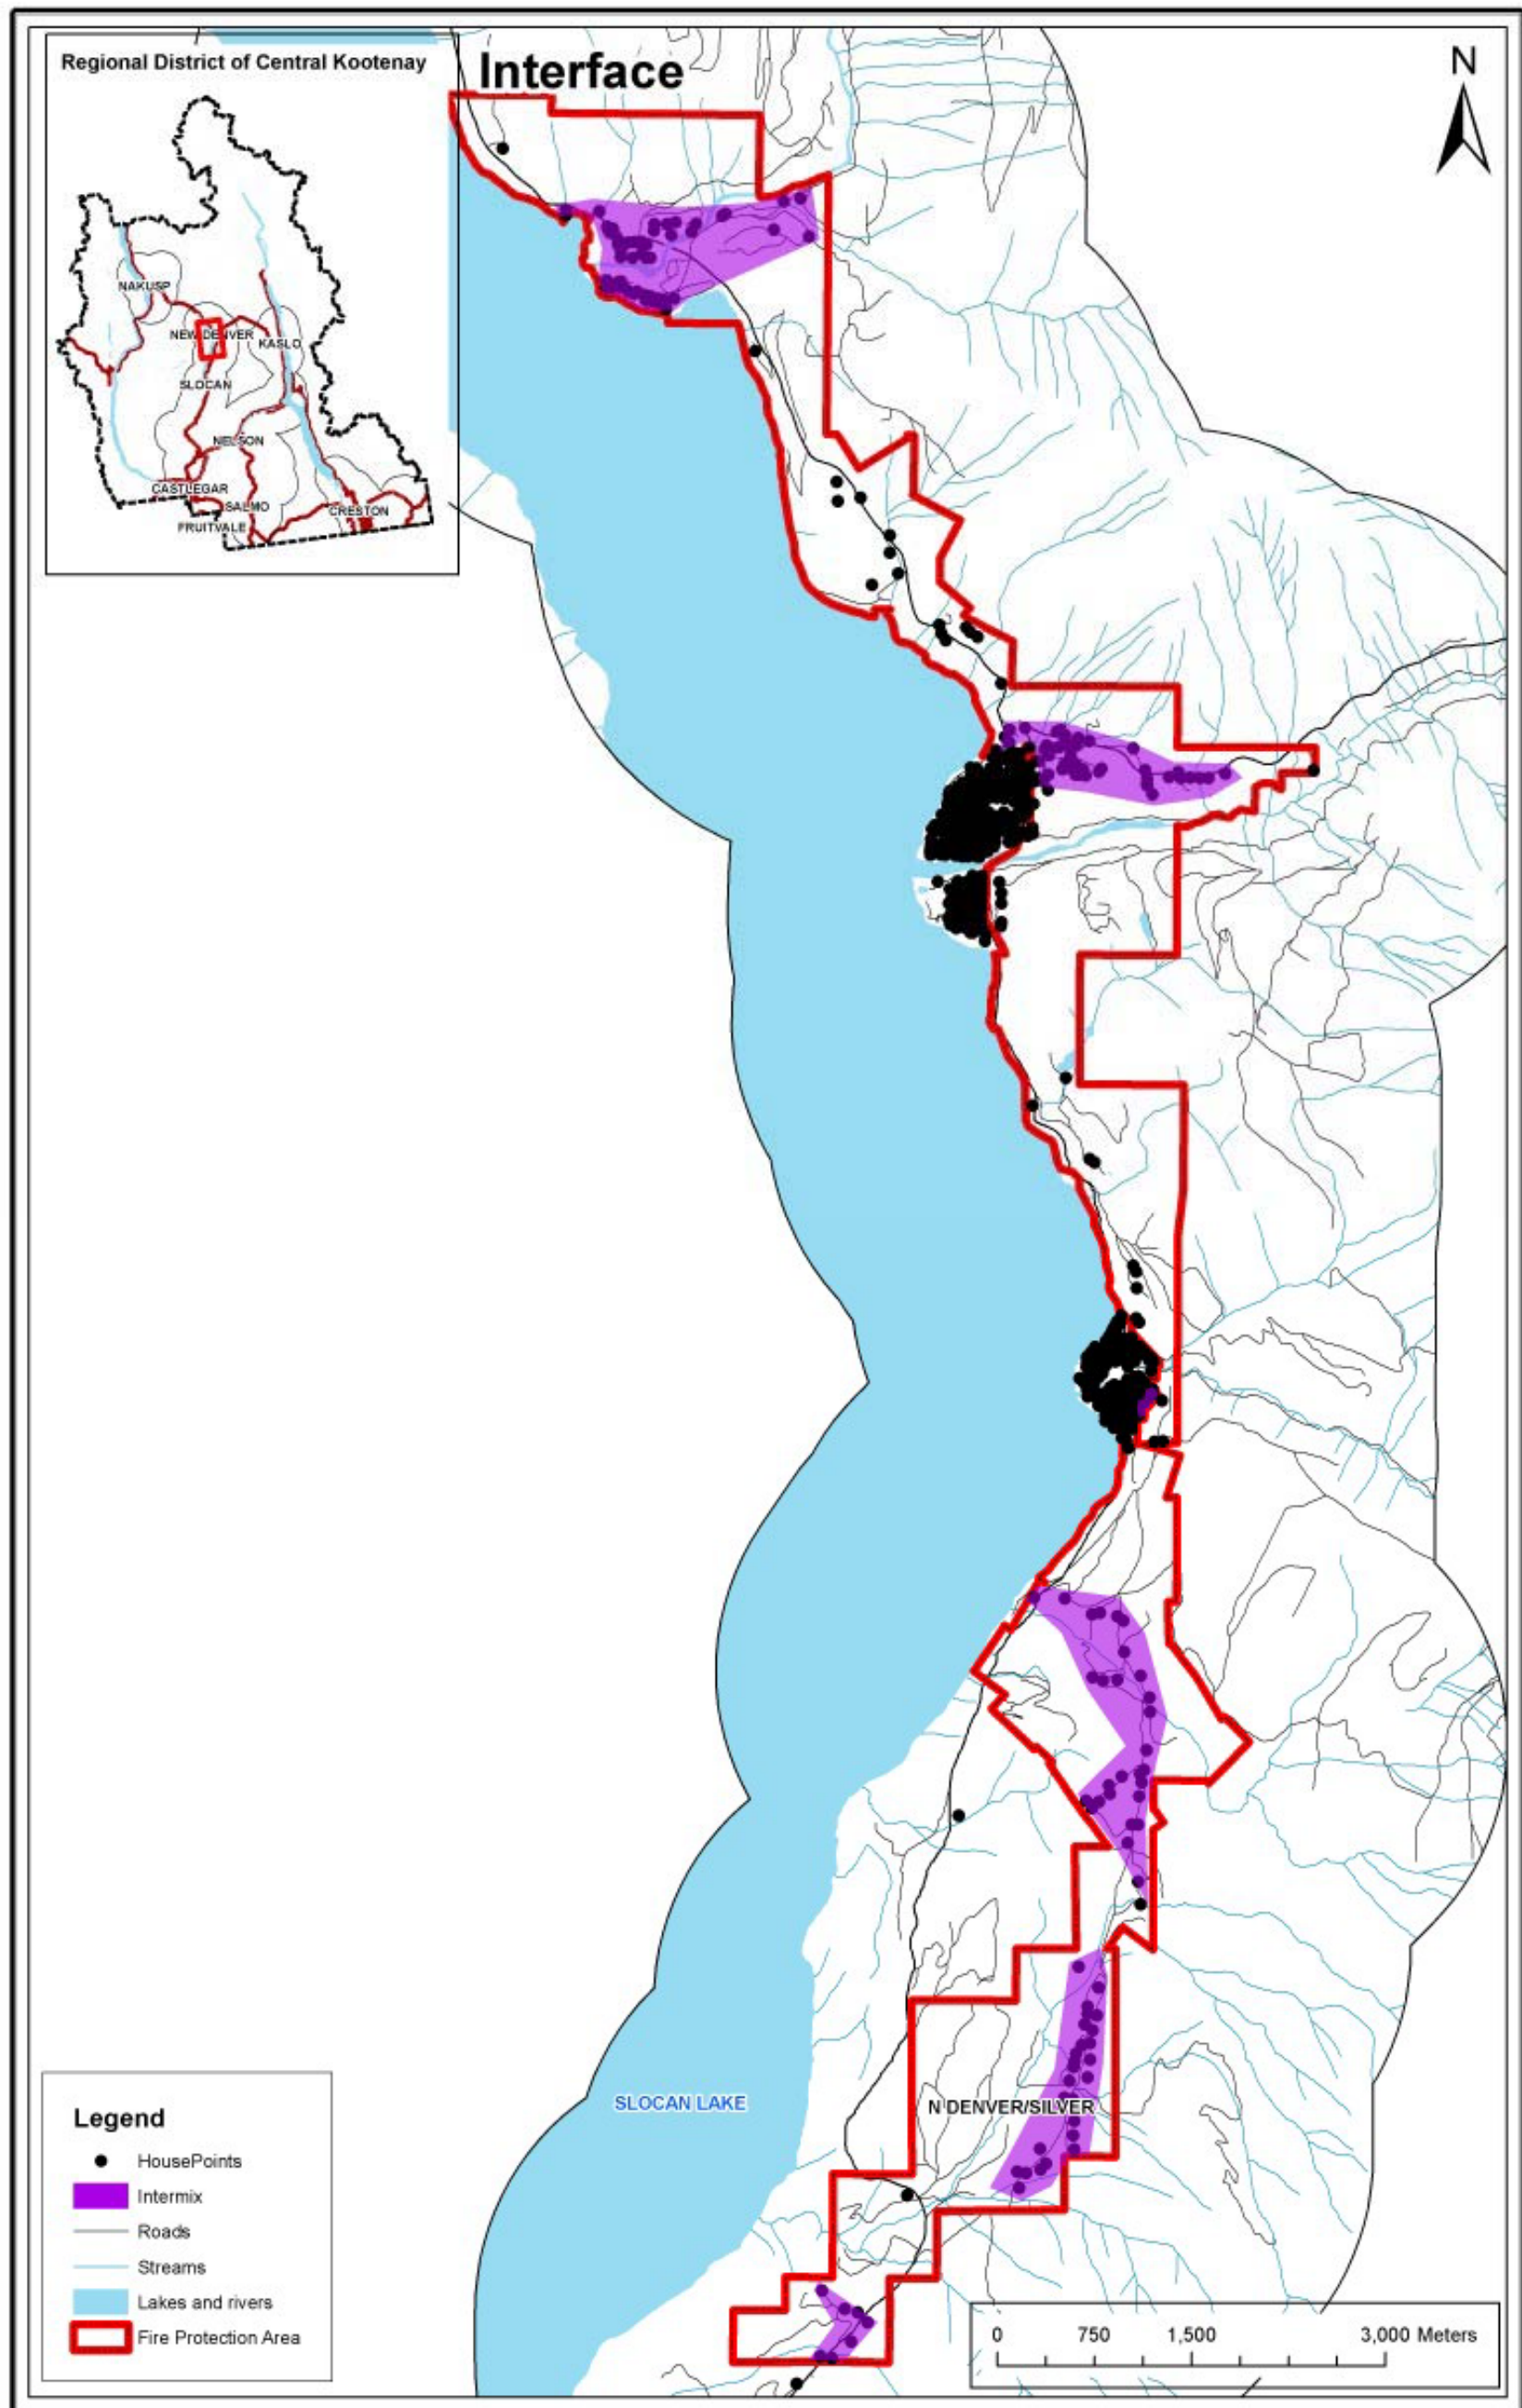 Regional District of Central Kootenay
Interface
N
NAKUSP
NEW DENVER
KASLO
SLOCAN
NELSON
CASTLEGAR
SALMO
CRESTON
FRUITVALE
SLOCAN LAKE
N DENVER/SILVER
Legend
HousePoints
Intermix
Roads
Streams
Lakes and rivers
Fire Protection Area
0 750 1,500 3,000 Meters